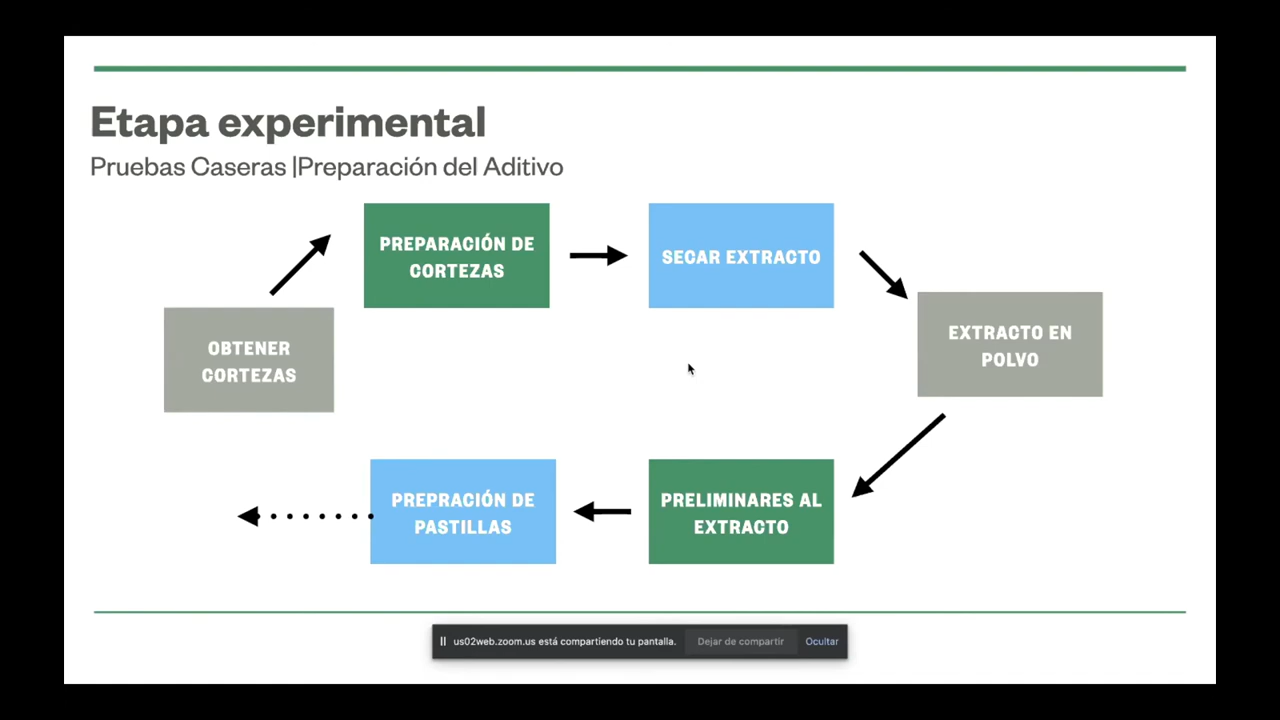 Etapa experimental
Pruebas Caseras |Preparación del Aditivo
PREPARACIÓN DE
CORTEZAS
SECAR EXTRACTO
OBTENER
CORTEZAS
EXTRACTO EN
POLVO
PREPRACIÓN DE
PASTILLAS
PRELIMINARES AL
EXTRACTO
us02web.zoom.us está compartiendo tu pantalla.
Dejar de compartir
Ocultar